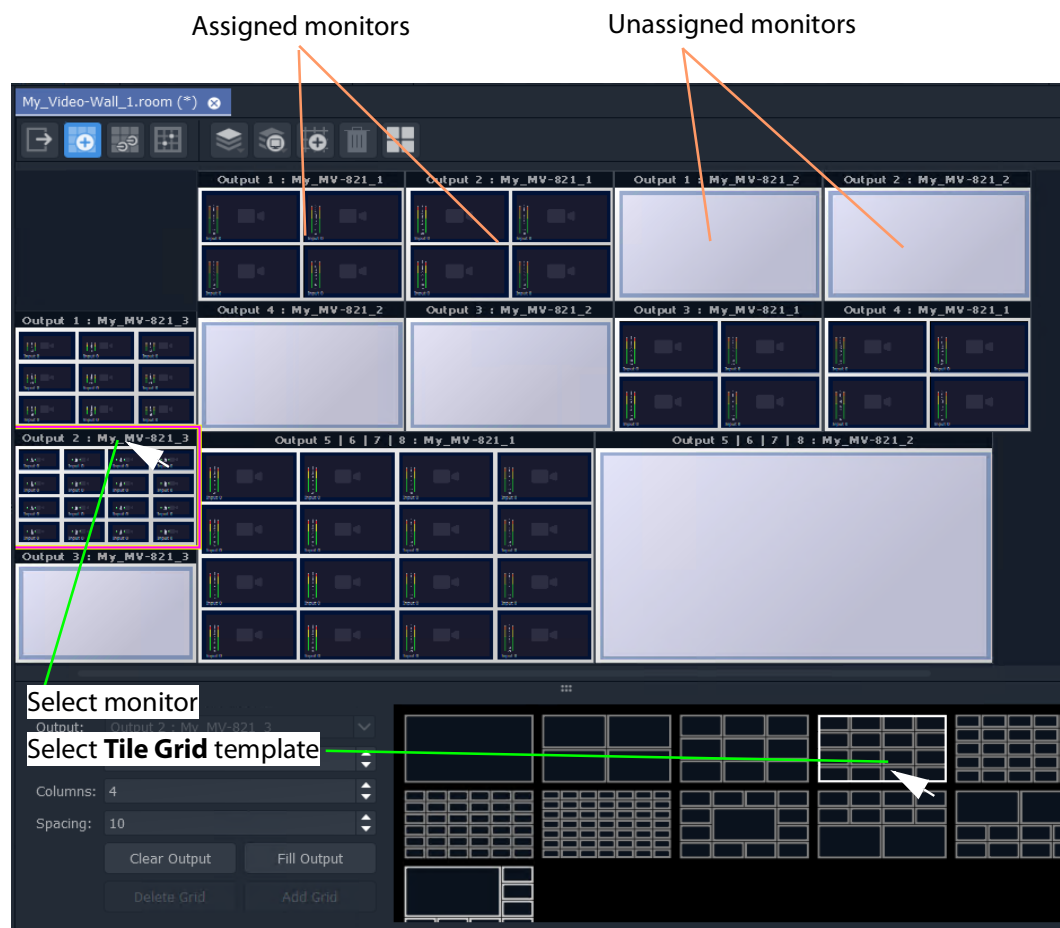 Assigned monitors
Unassigned monitors
My_Video-Wall_1.room (*)
Output 1 : My_MV-821_1
Output 2 : My_MV-821_1
Output 1 : My_MV-821_2
Output 2 : My_MV-821_2
Output 4 : My_MV-821_2
Output 3 : My_MV-821_2
Output 3 : My_MV-821_1
Output 4 : My_MV-821_1
Output 1 : My_MV-821_3
Output 2 : My_MV-821_3
Output 5 | 6 | 7 | 8 : My_MV-821_1
Output 5 | 6 | 7 | 8 : My_MV-821_2
Output 3 : My_MV-821_3
Select monitor
Output: Output 2 : My_MV-821_3
Select Tile Grid template
Columns: 4
Spacing: 10
Clear Output
Fill Output
Delete Grid
Add Grid